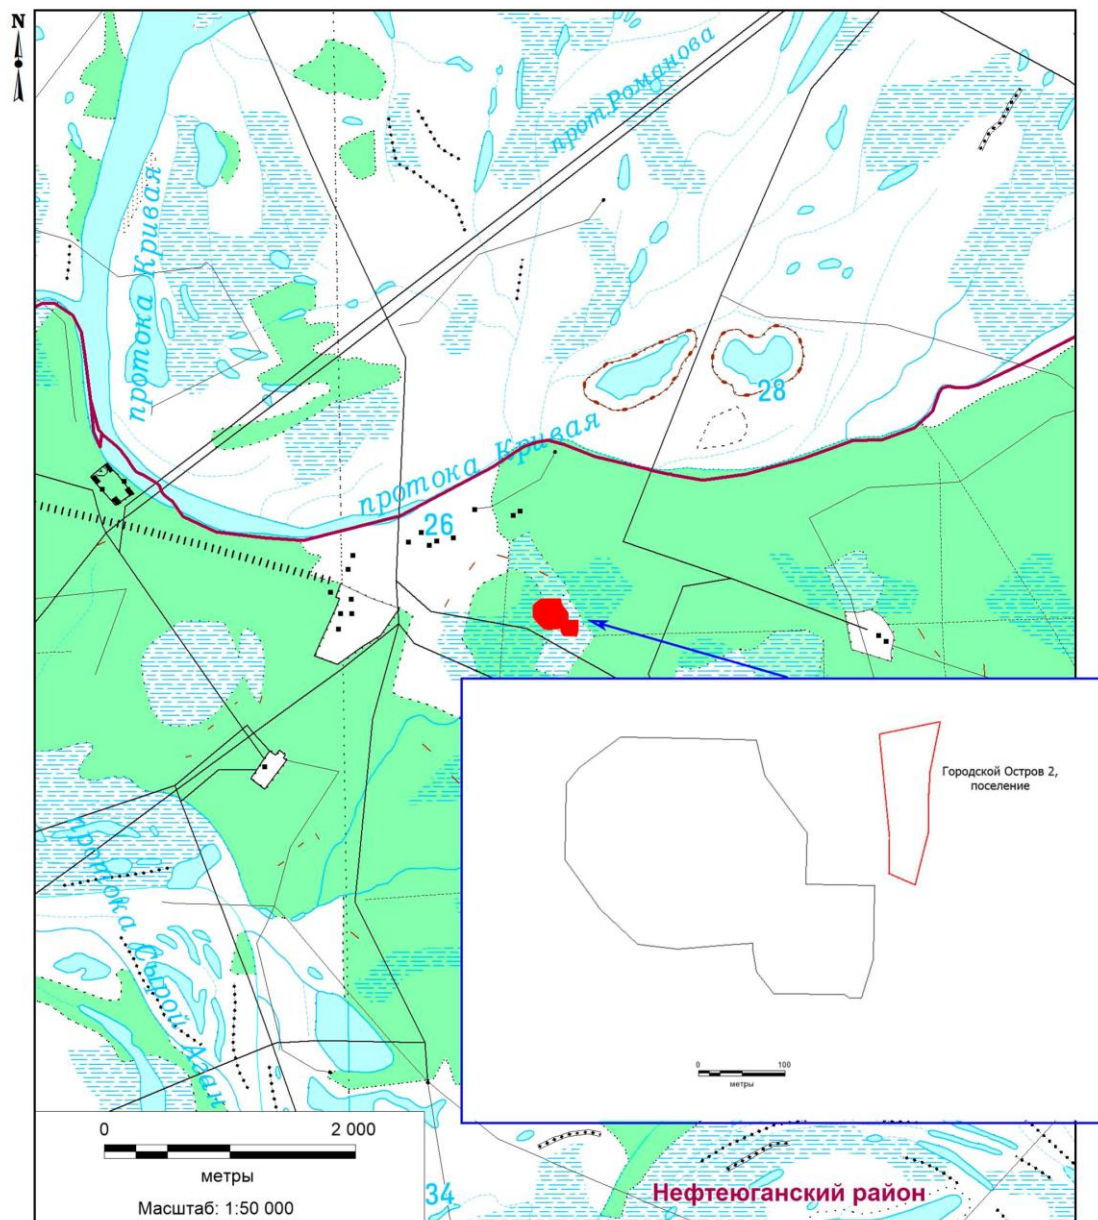 N
прот.Романова
протока Кривая
28
протока Кривая
26
Городской Остров 2,
поселение
0 100
метры
протока Сырой Аган
0 2 000
метры
Масштаб: 1:50 000
34
Нефтеюганский район